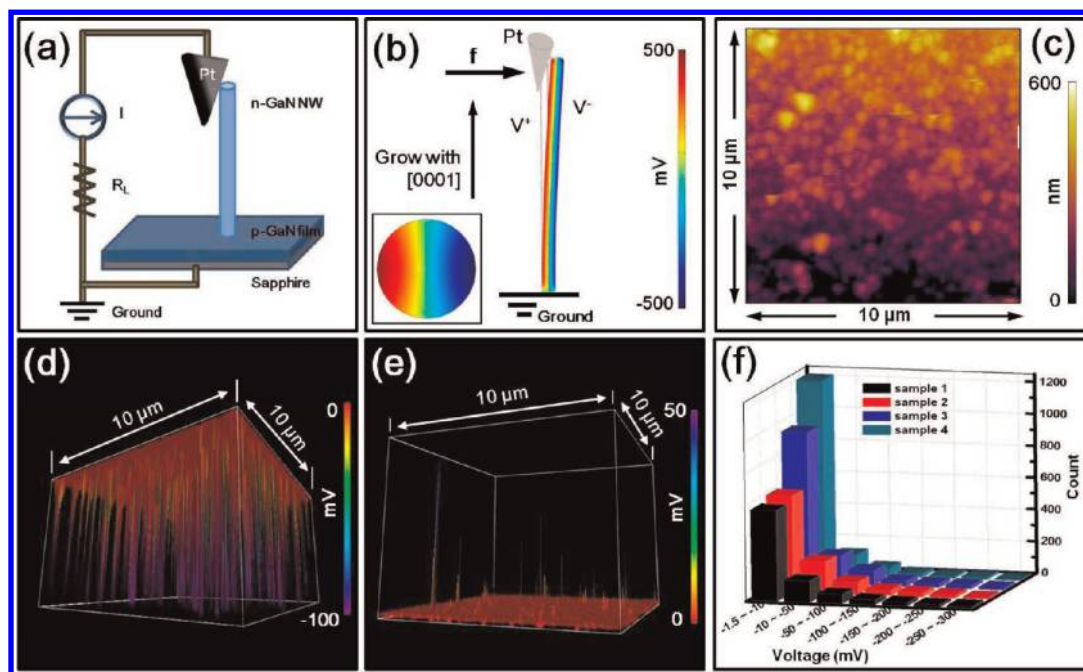 (a)
Pt
n-GaN NW
I
R_L
p-GaN film
Sapphire
Ground
(b)
Pt
f
V+
V-
Grow with
[0001]
Ground
500
mV
-500
(c)
10 μm
10 μm
600
nm
0
(d)
10 μm
10 μm
0
mV
-100
(e)
10 μm
10 μm
50
mV
0
(f)
sample 1
sample 2
sample 3
sample 4
1200
1000
800
600
400
200
0
Count
-1.5 ~ -10
-10 ~ -50
-50 ~ -100
-100 ~ -150
-150 ~ -200
-200 ~ -250
-250 ~ -300
Voltage (mV)